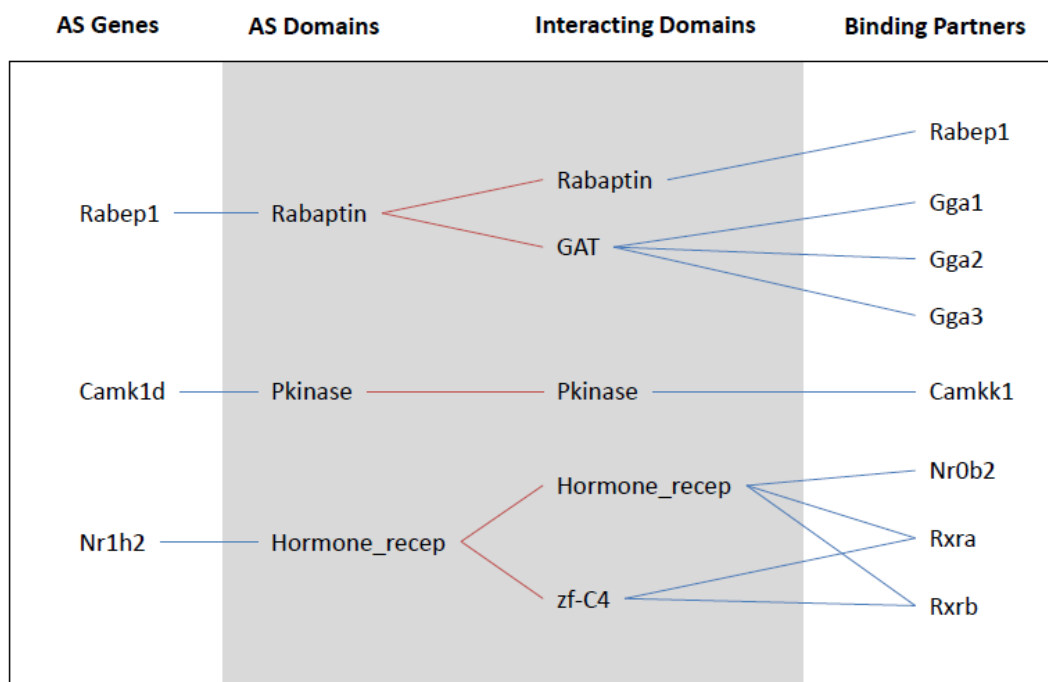 AS Genes AS Domains Interacting Domains Binding Partners
Rabep1
Rabaptin
Gga1
Rabep1 Rabaptin
GAT
Gga2
Gga3
Camk1d Pkinase Pkinase Camkk1
Nr0b2
Hormone_recep
Nr1h2 Hormone_recep Rxra
zf-C4
Rxrb